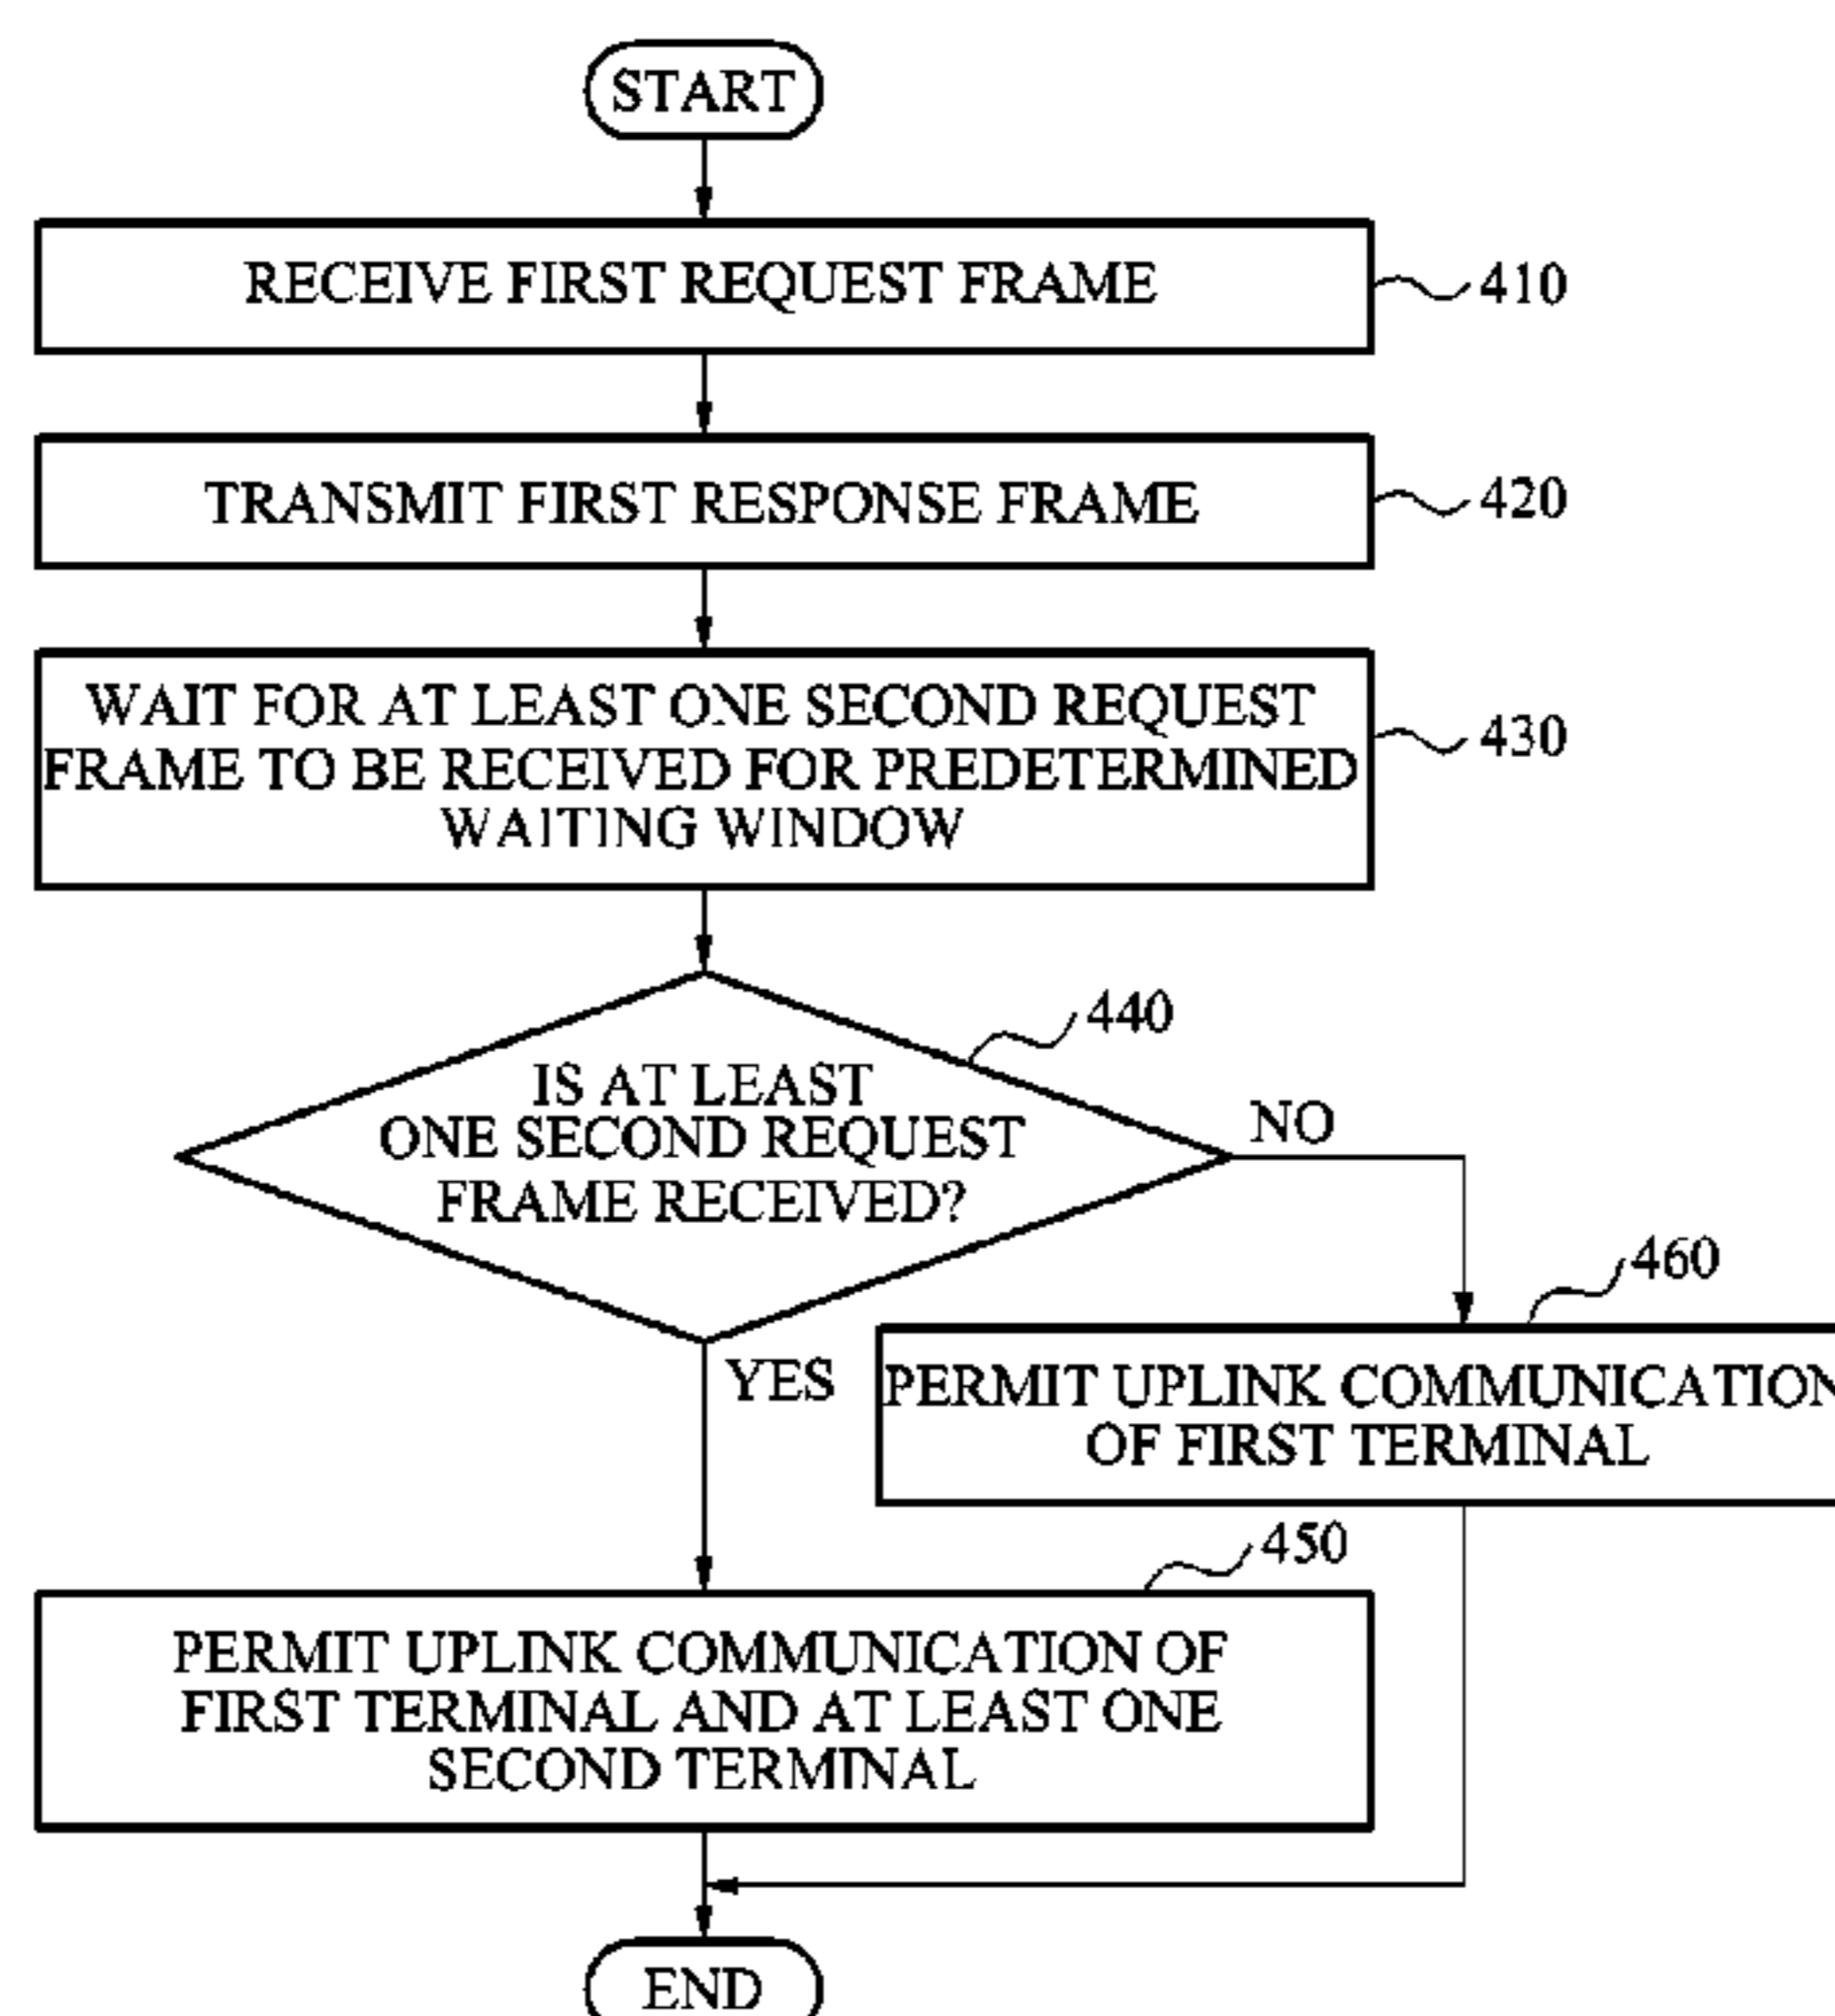 START
RECEIVE FIRST REQUEST FRAME
410
TRANSMIT FIRST RESPONSE FRAME
420
WAIT FOR AT LEAST ONE SECOND REQUEST
FRAME TO BE RECEIVED FOR PREDETERMINED
WAITING WINDOW
430
440
IS AT LEAST
ONE SECOND REQUEST
FRAME RECEIVED?
NO
460
YES
PERMIT UPLINK COMMUNICATION
OF FIRST TERMINAL
450
PERMIT UPLINK COMMUNICATION OF
FIRST TERMINAL AND AT LEAST ONE
SECOND TERMINAL
END